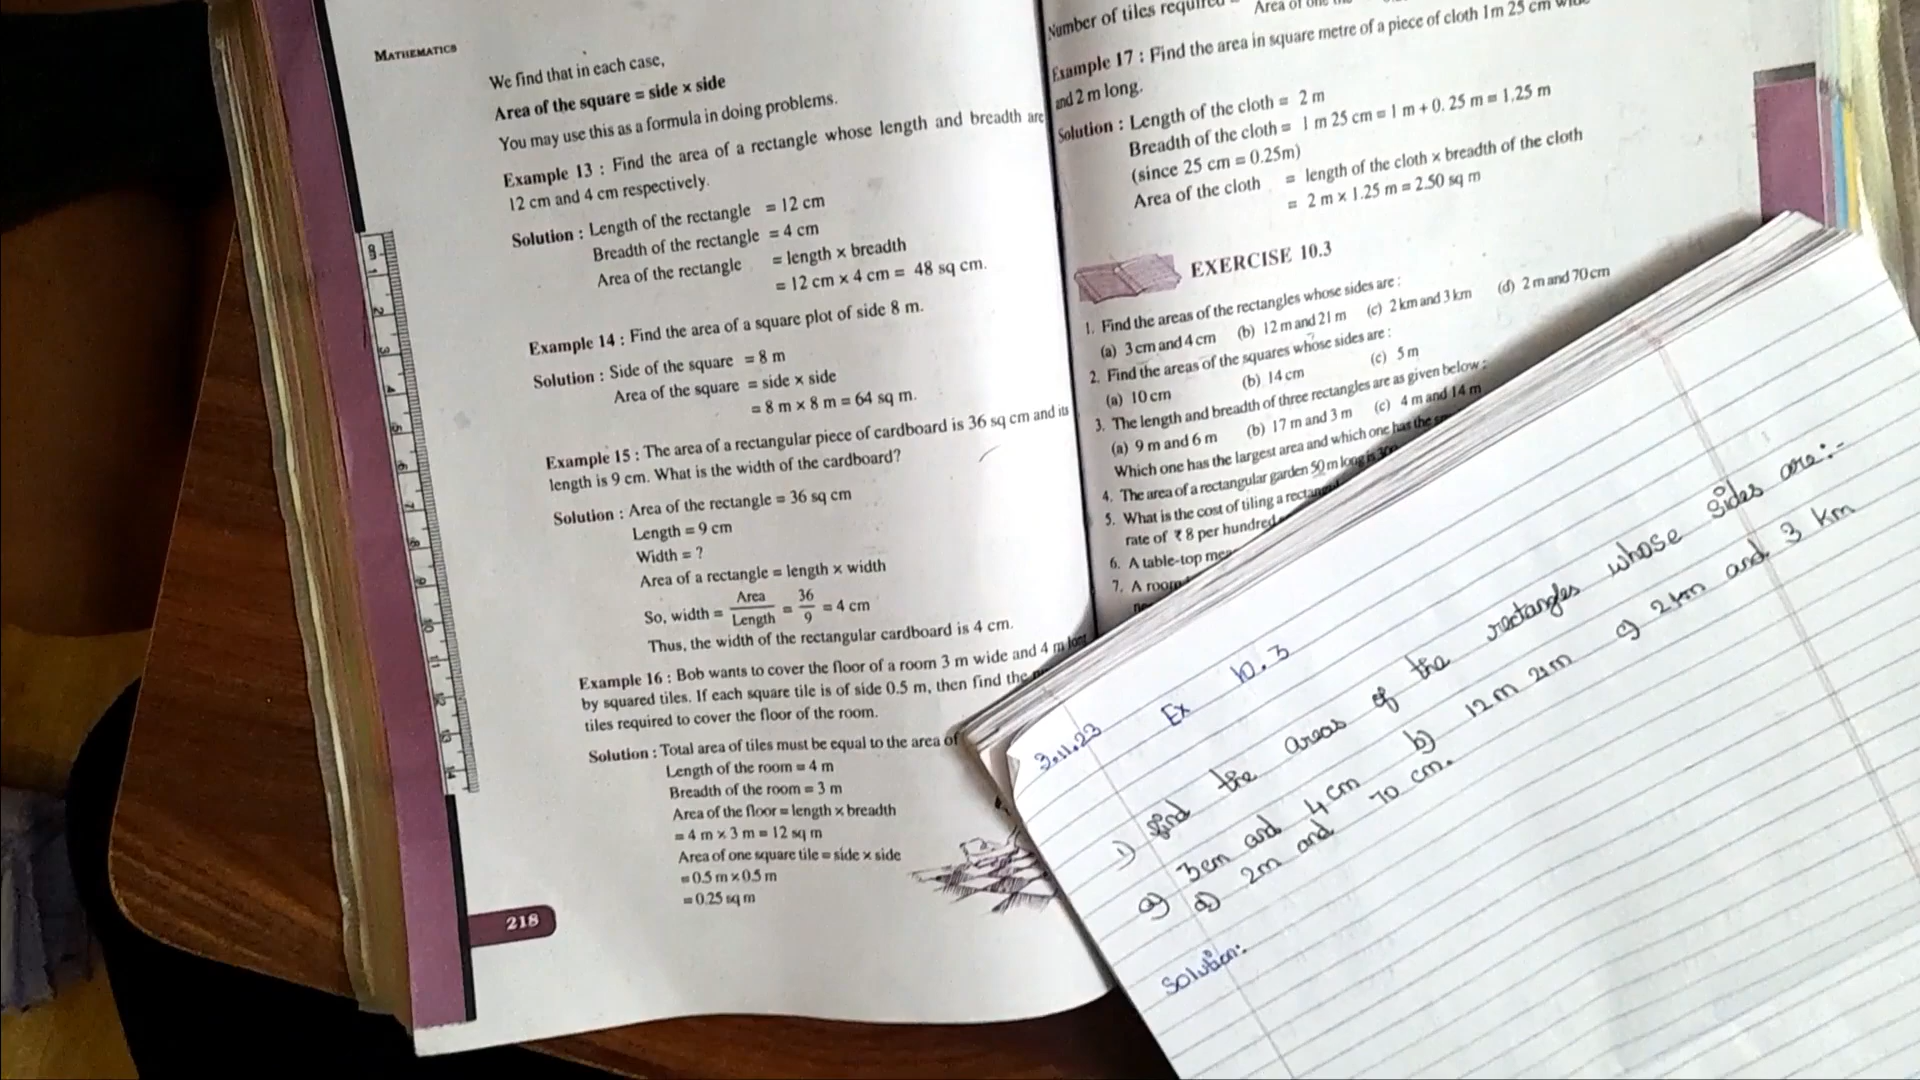 MATHEMATICS
We find that in each case,
Area of the square = side × side
You may use this as a formula in doing problems.
Example 13 : Find the area of a rectangle whose length and breadth are
12 cm and 4 cm respectively.
Solution : Length of the rectangle = 12 cm
Breadth of the rectangle = 4 cm
Area of the rectangle = length × breadth
= 12 cm × 4 cm = 48 sq cm.
Example 14 : Find the area of a square plot of side 8 m.
Solution : Side of the square = 8 m
Area of the square = side × side
= 8 m × 8 m = 64 sq m.
Example 15 : The area of a rectangular piece of cardboard is 36 sq cm and its
length is 9 cm. What is the width of the cardboard?
Solution : Area of the rectangle = 36 sq cm
Length = 9 cm
Width = ?
Area of a rectangle = length × width
So, width = Area/Length = 36/9 = 4 cm
Thus, the width of the rectangular cardboard is 4 cm.
Example 16 : Bob wants to cover the floor of a room 3 m wide and 4 m long
by squared tiles. If each square tile is of side 0.5 m, then find the
tiles required to cover the floor of the room.
Solution : Total area of tiles must be equal to the area of
Length of the room = 4 m
Breadth of the room = 3 m
Area of the floor = length × breadth
= 4 m × 3 m = 12 sq m
Area of one square tile = side × side
= 0.5 m × 0.5 m
= 0.25 sq m
218
Number of tiles required = Area of one
Example 17 : Find the area in square metre of a piece of cloth 1m 25 cm wide
and 2 m long.
Solution : Length of the cloth = 2 m
Breadth of the cloth = 1 m 25 cm = 1 m + 0. 25 m = 1.25 m
(since 25 cm = 0.25m)
Area of the cloth = length of the cloth × breadth of the cloth
= 2 m × 1.25 m = 2.50 sq m
EXERCISE 10.3
1. Find the areas of the rectangles whose sides are :
(a) 3 cm and 4 cm (b) 12 m and 21 m (c) 2 km and 3 km (d) 2 m and 70 cm
2. Find the areas of the squares whose sides are :
(a) 10 cm (b) 14 cm (c) 5 m
3. The length and breadth of three rectangles are as given below :
(a) 9 m and 6 m (b) 17 m and 3 m (c) 4 m and 14 m
Which one has the largest area and which one has the
4. The area of a rectangular garden 50 m long is
5. What is the cost of tiling a
rate of ₹ 8 per hundred
6. A table-top
7. A room
3.11.23 Ex 10.3
1) find the areas of the rectangles whose sides are:-
a) 3cm and 4cm b) 12m 21m c) 2km and 3 km
d) 2m and 70 cm.
Solution: